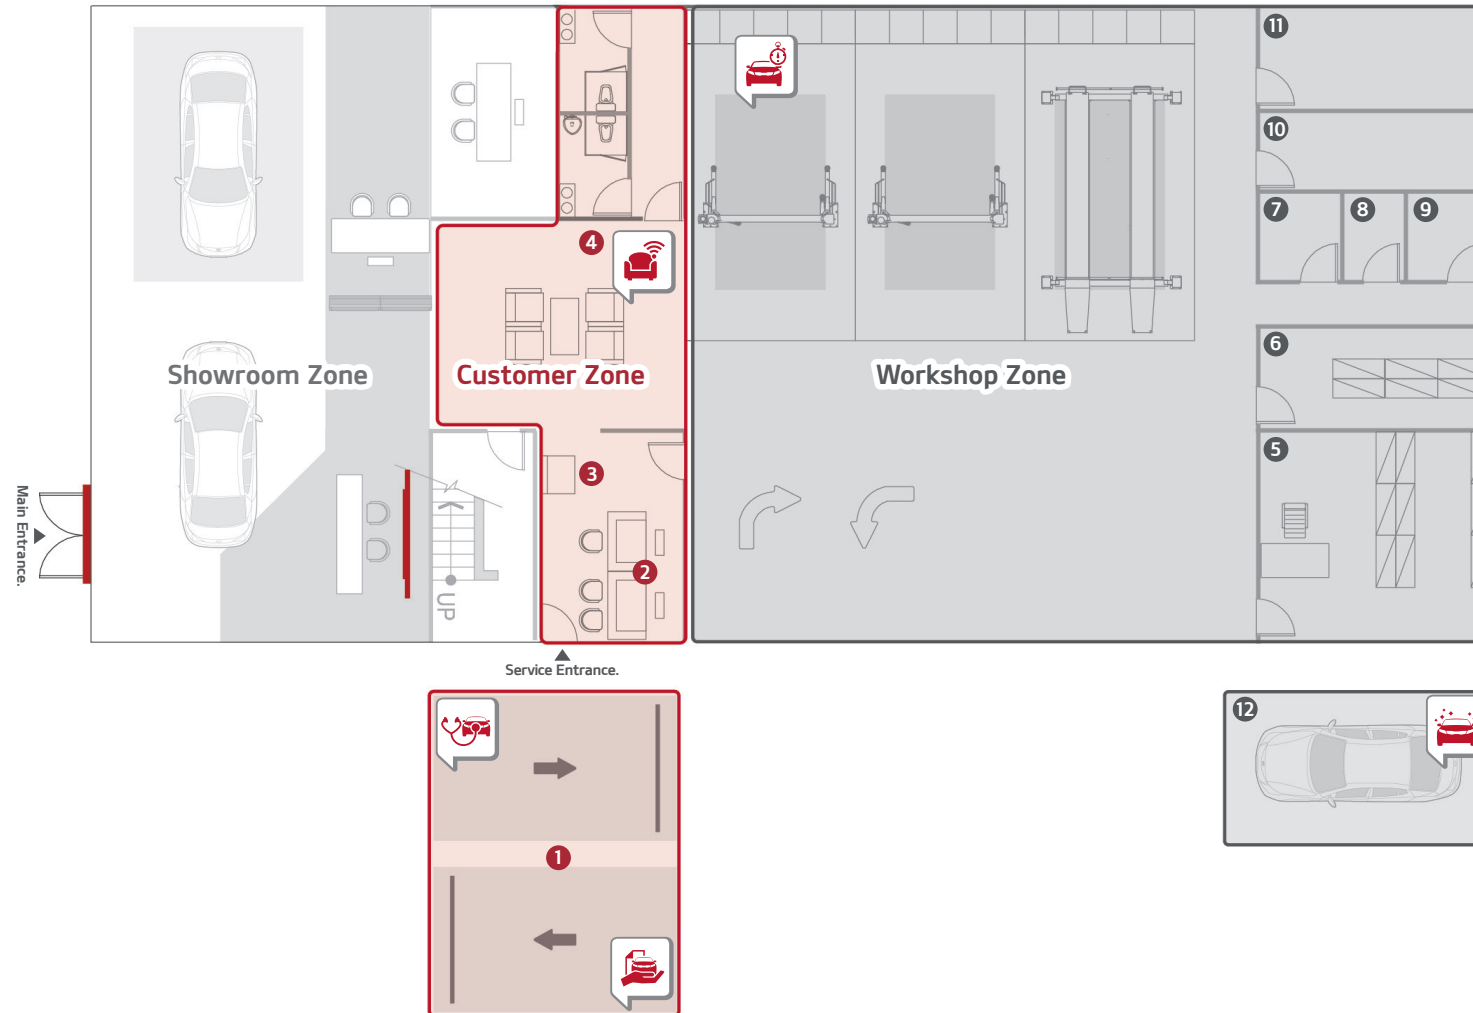 11
10
7
8
9
4
6
Showroom Zone
Customer Zone
Workshop Zone
5
3
Main Entrance.
2
UP
Service Entrance.
12
1